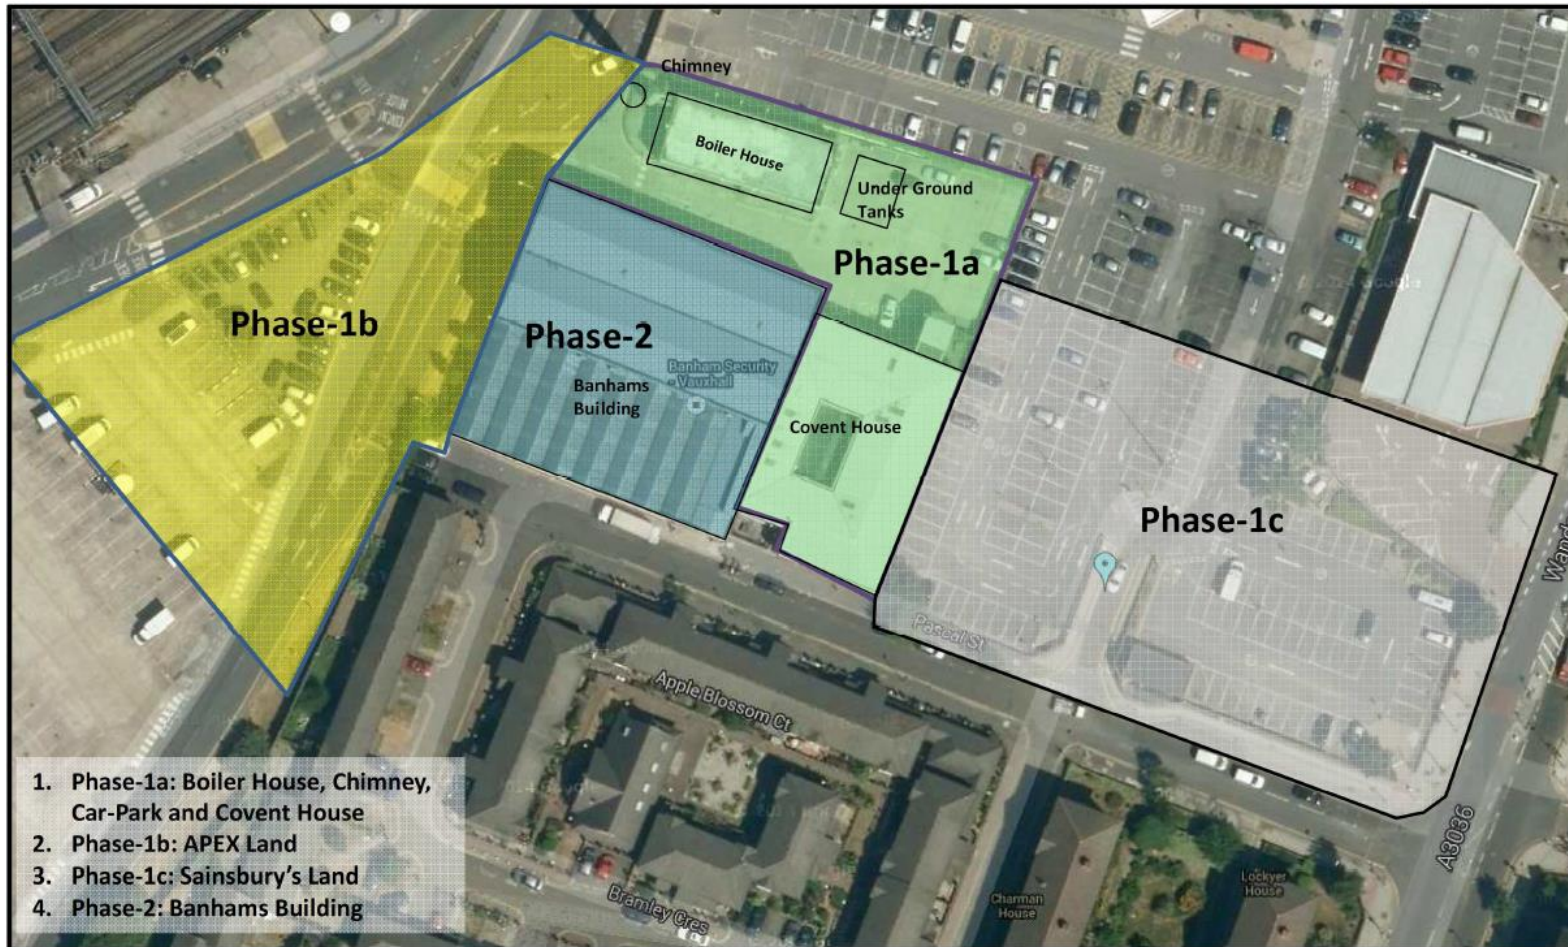 Chimney
Boiler House
Under Ground
Tanks
Phase-1a
Phase-1b
Phase-2
Banham Security
- Vauxhall
Banhams
Building
Covent House
Phase-1c
Pascal St
Apple Blossom Ct
Bramley Cres
Charman
House
Lockyer
House
A3036
1. Phase-1a: Boiler House, Chimney,
Car-Park and Covent House
2. Phase-1b: APEX Land
3. Phase-1c: Sainsbury's Land
4. Phase-2: Banhams Building